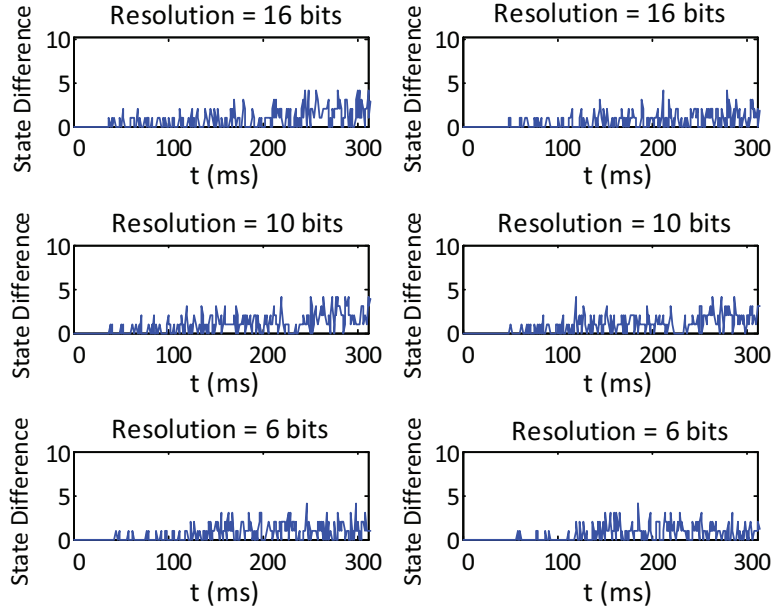 Resolution = 16 bits
State Difference
10
5
0
0 100 200 300
t (ms)
Resolution = 16 bits
State Difference
10
5
0
0 100 200 300
t (ms)
Resolution = 10 bits
State Difference
10
5
0
0 100 200 300
t (ms)
Resolution = 10 bits
State Difference
10
5
0
0 100 200 300
t (ms)
Resolution = 6 bits
State Difference
10
5
0
0 100 200 300
t (ms)
Resolution = 6 bits
State Difference
10
5
0
0 100 200 300
t (ms)